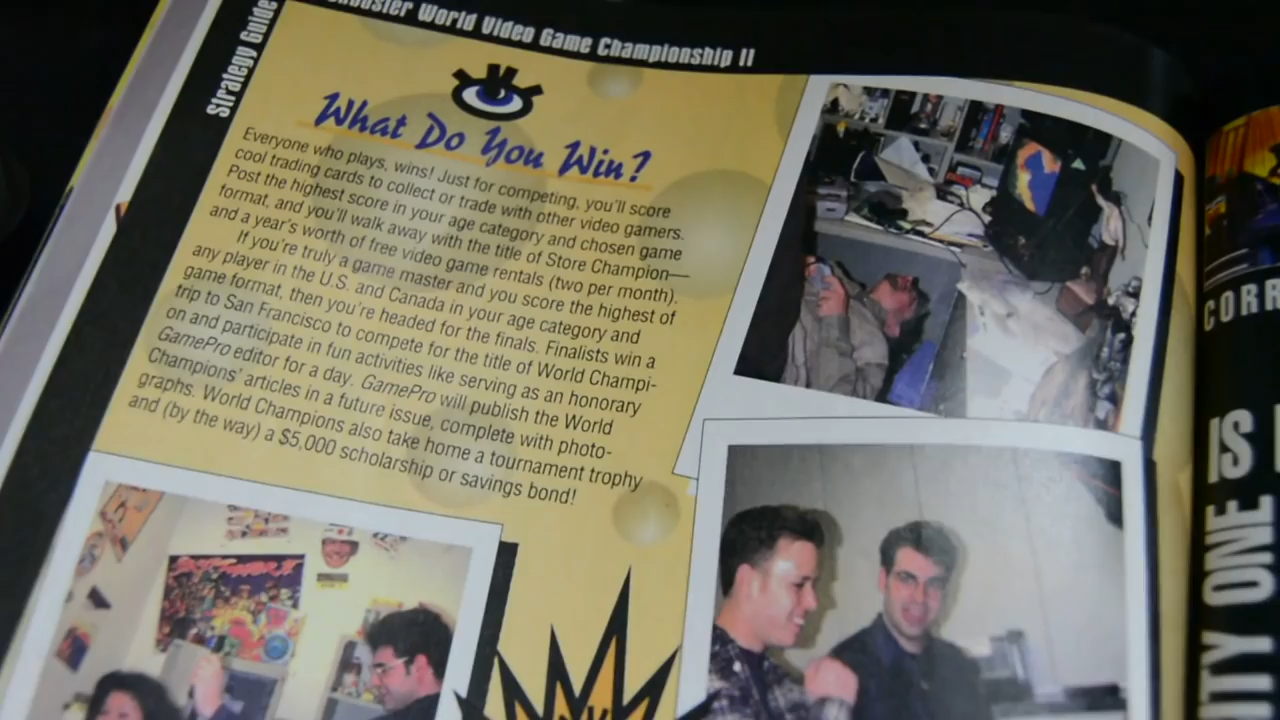 World Video Game Championship II
Strategy Guide
What Do You Win?
Everyone who plays, wins! Just for competing, you'll score
cool trading cards to collect or trade with other video gamers.
Post the highest score in your age category and chosen game
format, and you'll walk away with the title of Store Champion—
and a year's worth of free video game rentals (two per month).
If you're truly a game master and you score the highest of
any player in the U.S. and Canada in your age category and
game format, then you're headed for the finals. Finalists win a
trip to San Francisco to compete for the title of World Champi-
on and participate in fun activities like serving as an honorary
GamePro editor for a day. GamePro will publish the World
Champions' articles in a future issue, complete with photo-
graphs. World Champions also take home a tournament trophy
and (by the way) a $5,000 scholarship or savings bond!
CORR
IS
TY ONE